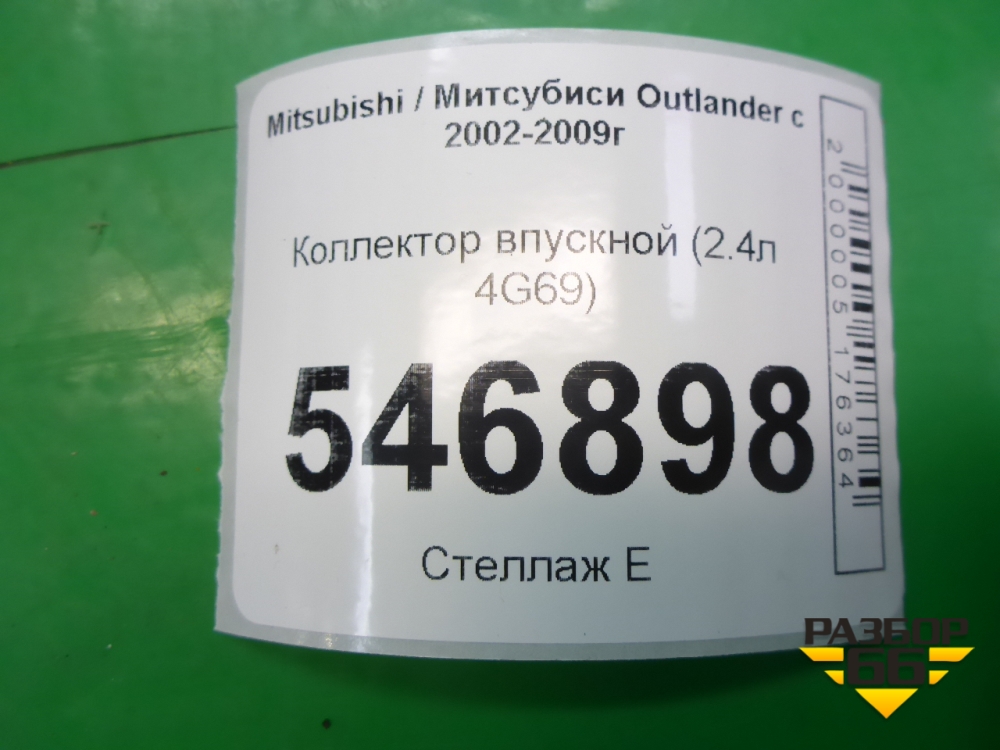 Mitsubishi / Митсубиси Outlander с
2002-2009г
Коллектор впускной (2.4л
4G69)
546898
Стеллаж Е
2000005176364
РАЗБОР
66